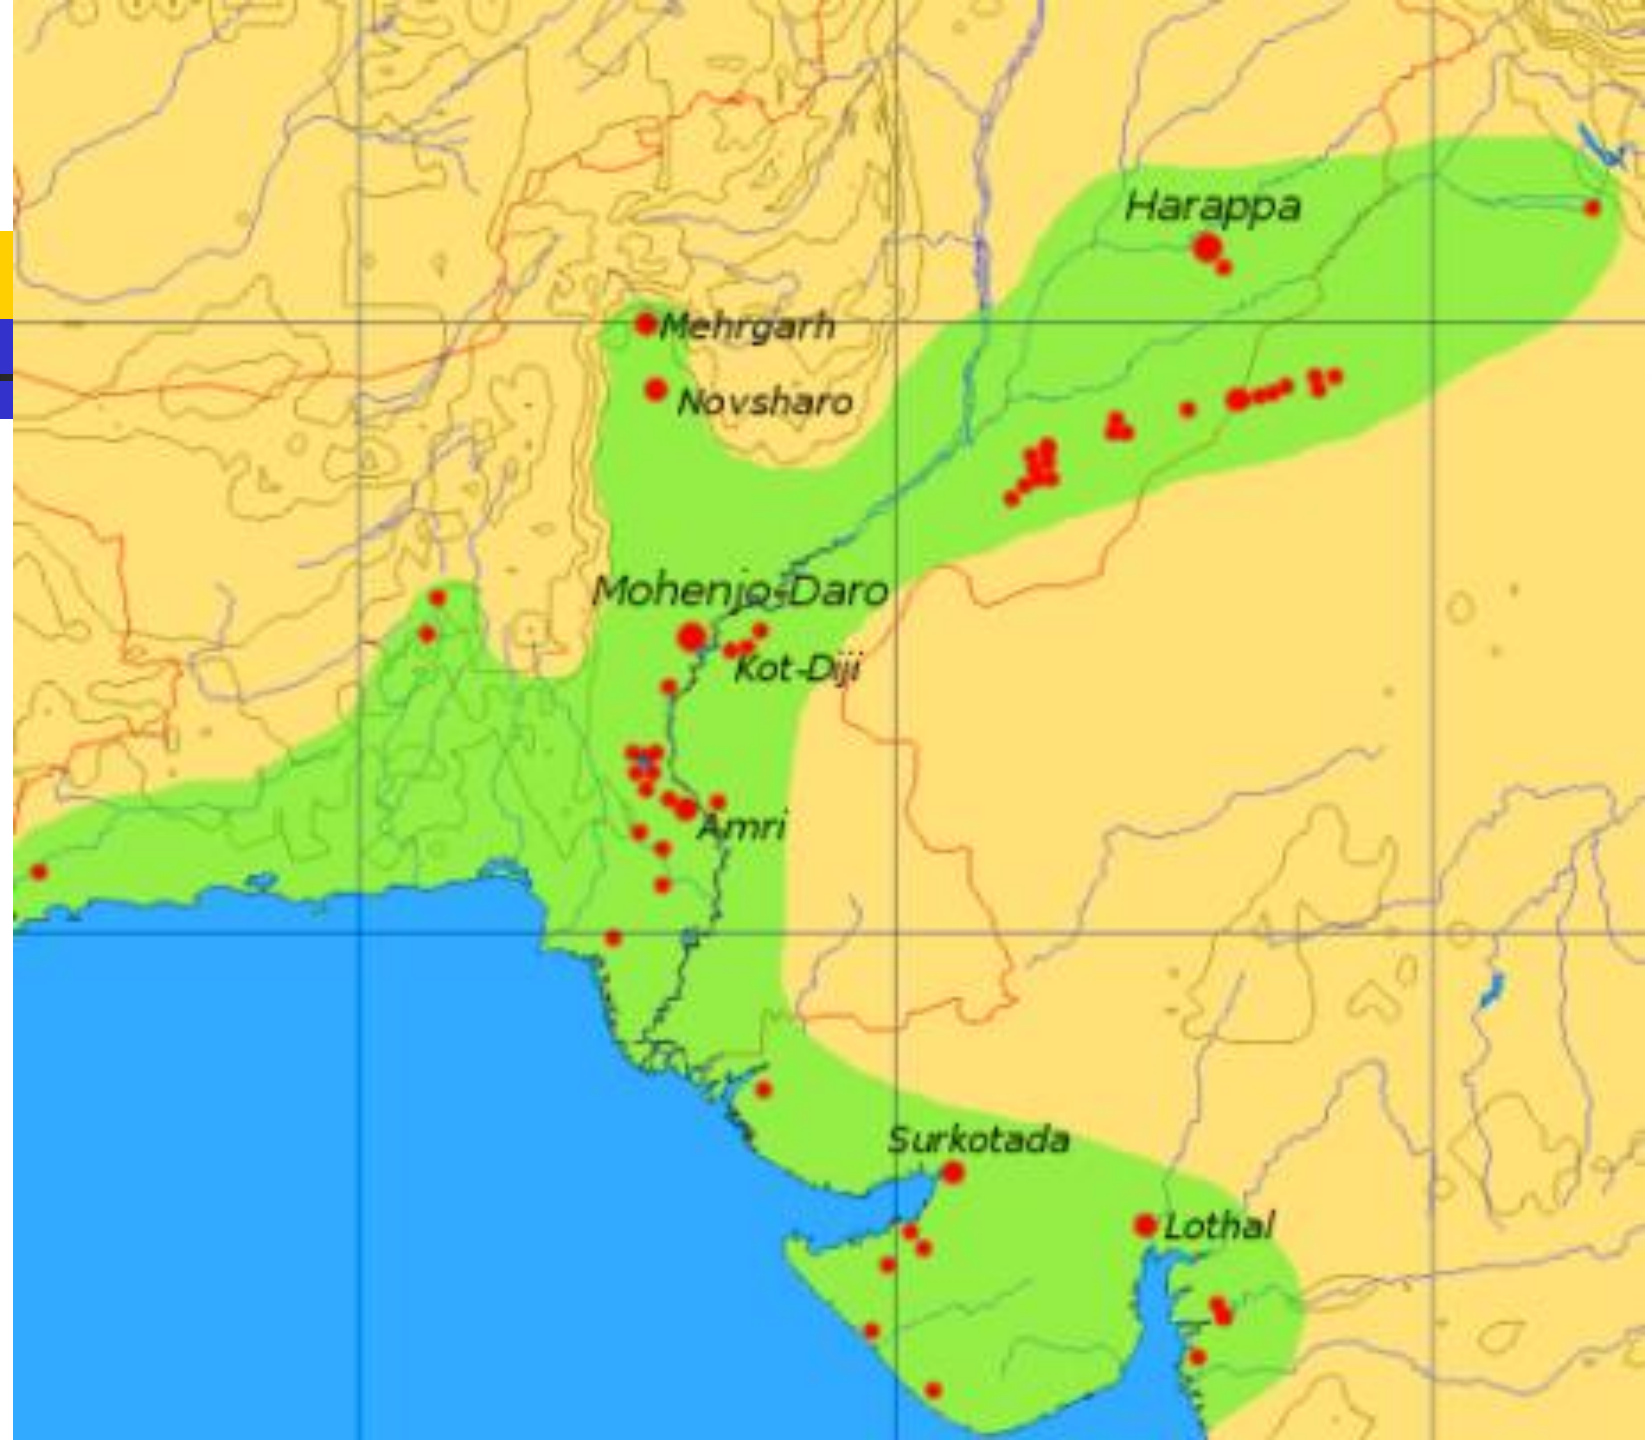 Harappa
Mehrgarh
Novsharo
Mohenjo-Daro
Kot-Diji
Amri
Surkotada
Lothal